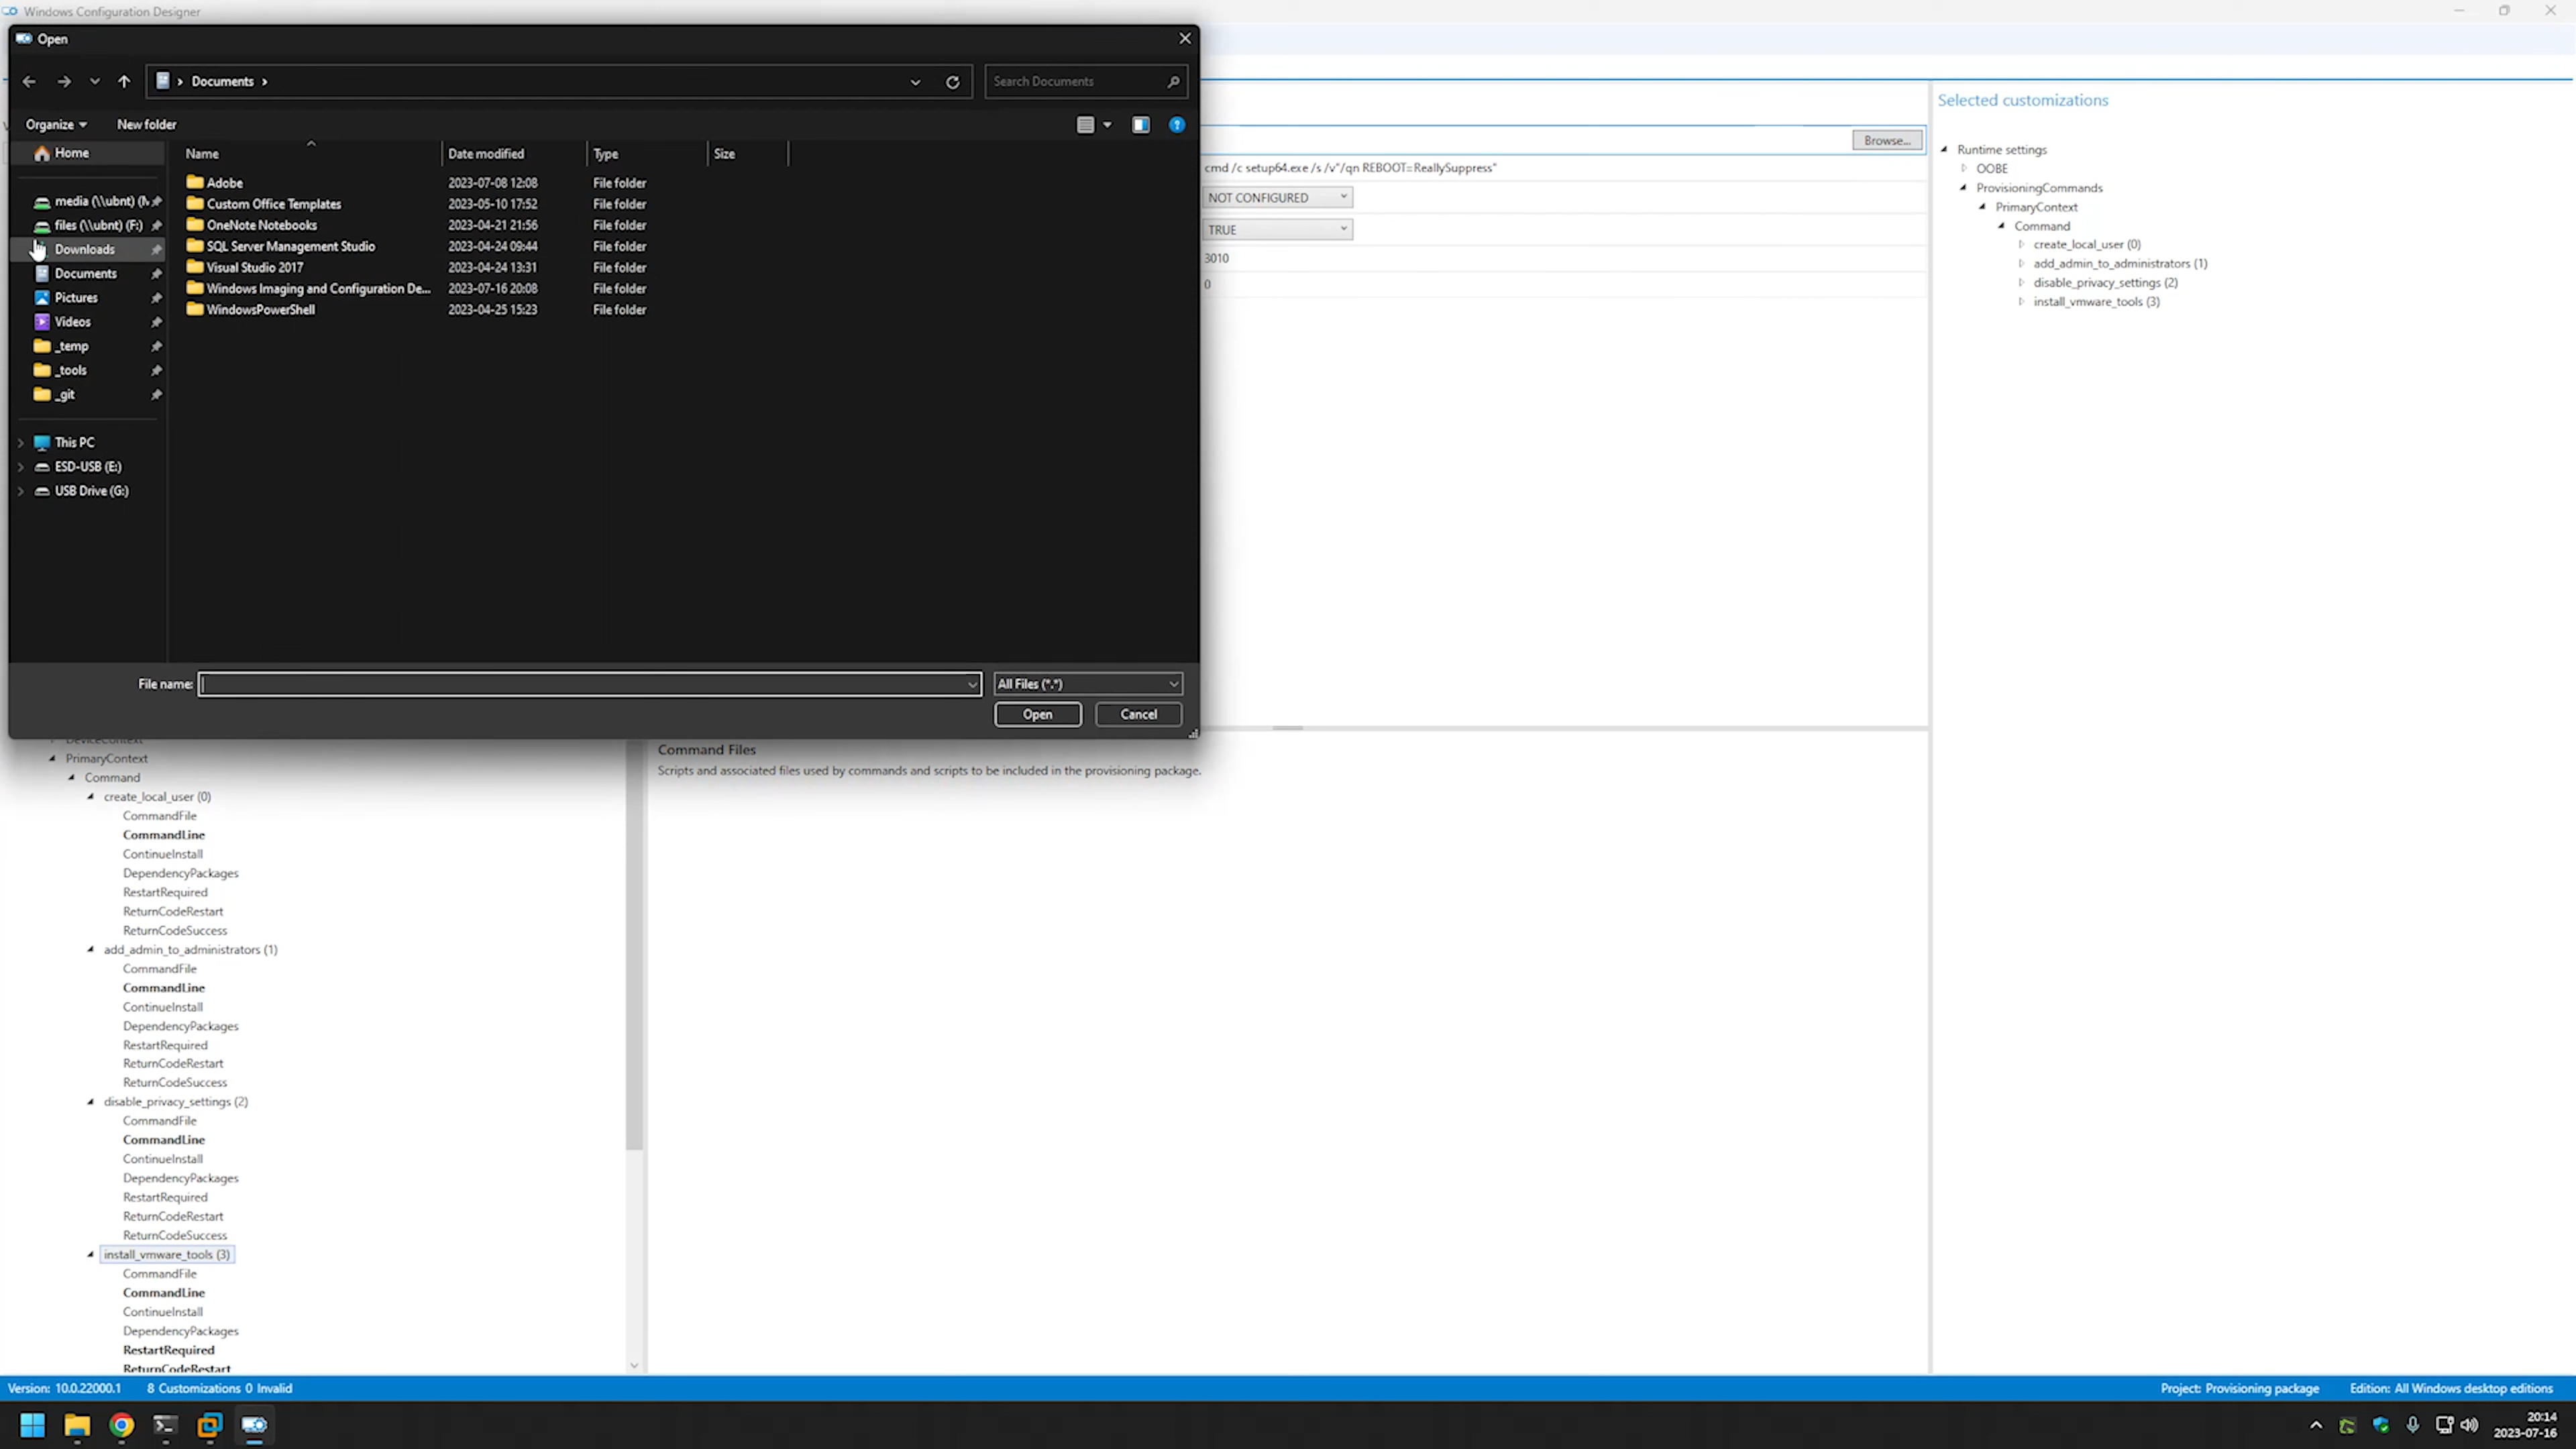 Windows Configuration Designer
Open
Documents
Search Documents
Organize
New folder
Home
media (\\ubnt) (M
files (\\ubnt) (F:)
Downloads
Documents
Pictures
Videos
_temp
_tools
_git
This PC
ESD-USB (E:)
USB Drive (G:)
Name Date modified Type Size
Adobe 2023-07-08 12:08 File folder
Custom Office Templates 2023-05-10 17:52 File folder
OneNote Notebooks 2023-04-21 21:56 File folder
SQL Server Management Studio 2023-04-24 09:44 File folder
Visual Studio 2017 2023-04-24 13:31 File folder
Windows Imaging and Configuration De... 2023-07-16 20:08 File folder
WindowsPowerShell 2023-04-25 15:23 File folder
File name:
All Files (*.*)
Open
Cancel
Browse...
cmd /c setup64.exe /s /v"/qn REBOOT=ReallySuppress"
NOT CONFIGURED
TRUE
3010
0
Selected customizations
Runtime settings
OOBE
ProvisioningCommands
PrimaryContext
Command
create_local_user (0)
add_admin_to_administrators (1)
disable_privacy_settings (2)
install_vmware_tools (3)
DeviceContext
PrimaryContext
Command
create_local_user (0)
CommandFile
CommandLine
ContinueInstall
DependencyPackages
RestartRequired
ReturnCodeRestart
ReturnCodeSuccess
add_admin_to_administrators (1)
CommandFile
CommandLine
ContinueInstall
DependencyPackages
RestartRequired
ReturnCodeRestart
ReturnCodeSuccess
disable_privacy_settings (2)
CommandFile
CommandLine
ContinueInstall
DependencyPackages
RestartRequired
ReturnCodeRestart
ReturnCodeSuccess
install_vmware_tools (3)
CommandFile
CommandLine
ContinueInstall
DependencyPackages
RestartRequired
ReturnCodeRestart
Command Files
Scripts and associated files used by commands and scripts to be included in the provisioning package.
Version: 10.0.22000.1 8 Customizations 0 Invalid
Project: Provisioning package Edition: All Windows desktop editions
20:14
2023-07-16